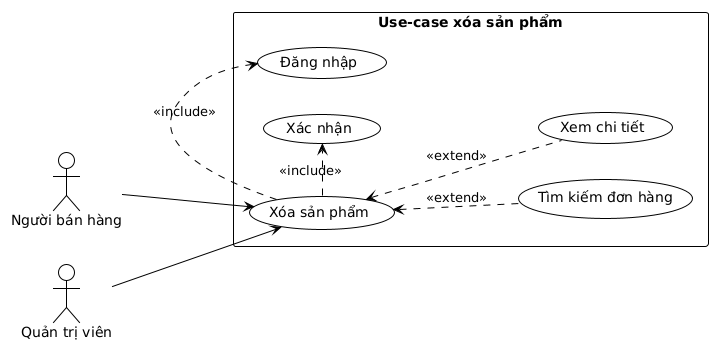 Use-case xóa sản phẩm
Đăng nhập
«include»
Xác nhận
Xem chi tiết
«extend»
«include»
«extend»
Tìm kiếm đơn hàng
Người bán hàng
Xóa sản phẩm
Quản trị viên